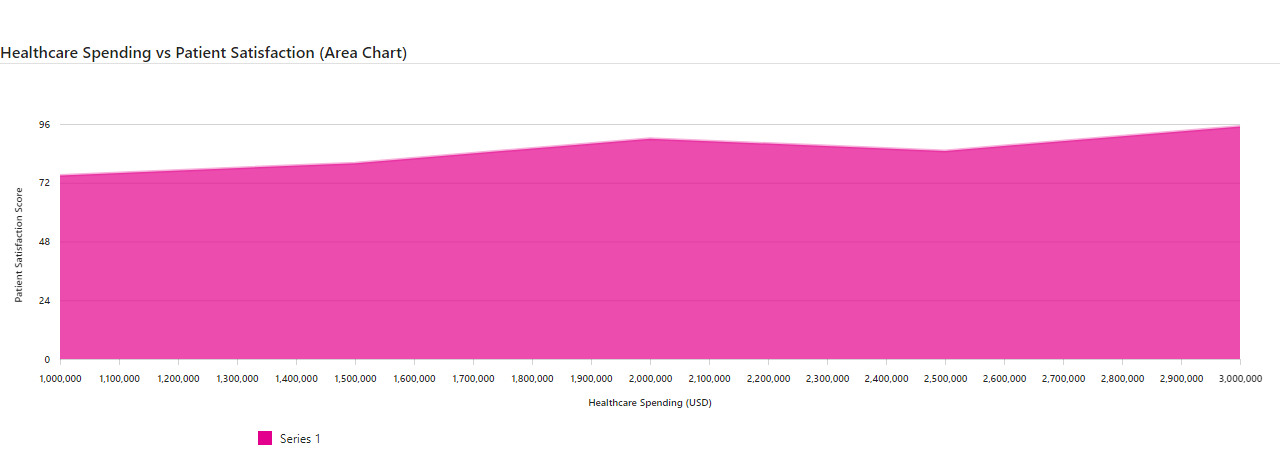 Healthcare Spending vs Patient Satisfaction (Area Chart)
96
72
48
24
0
Patient Satisfaction Score
1,000,000 1,100,000 1,200,000 1,300,000 1,400,000 1,500,000 1,600,000 1,700,000 1,800,000 1,900,000 2,000,000 2,100,000 2,200,000 2,300,000 2,400,000 2,500,000 2,600,000 2,700,000 2,800,000 2,900,000 3,000,000
Healthcare Spending (USD)
Series 1